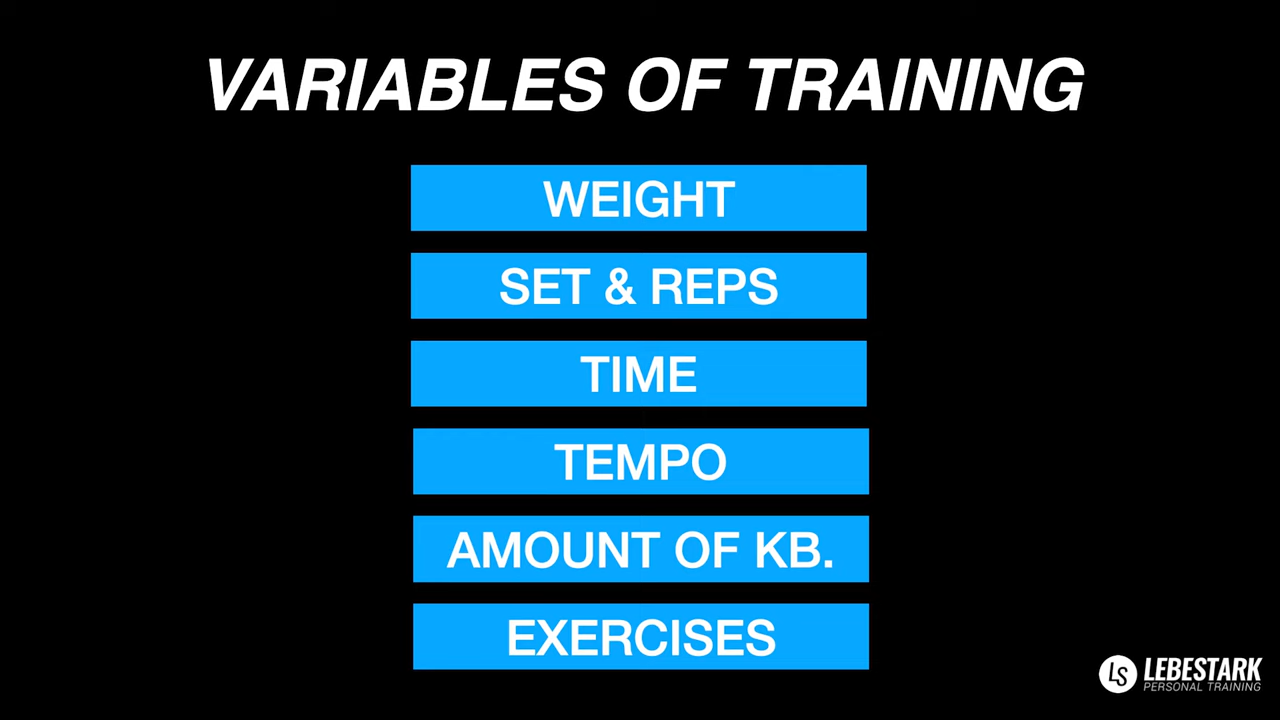 VARIABLES OF TRAINING
WEIGHT
SET & REPS
TIME
TEMPO
AMOUNT OF KB.
EXERCISES
LS LEBESTARK
PERSONAL TRAINING